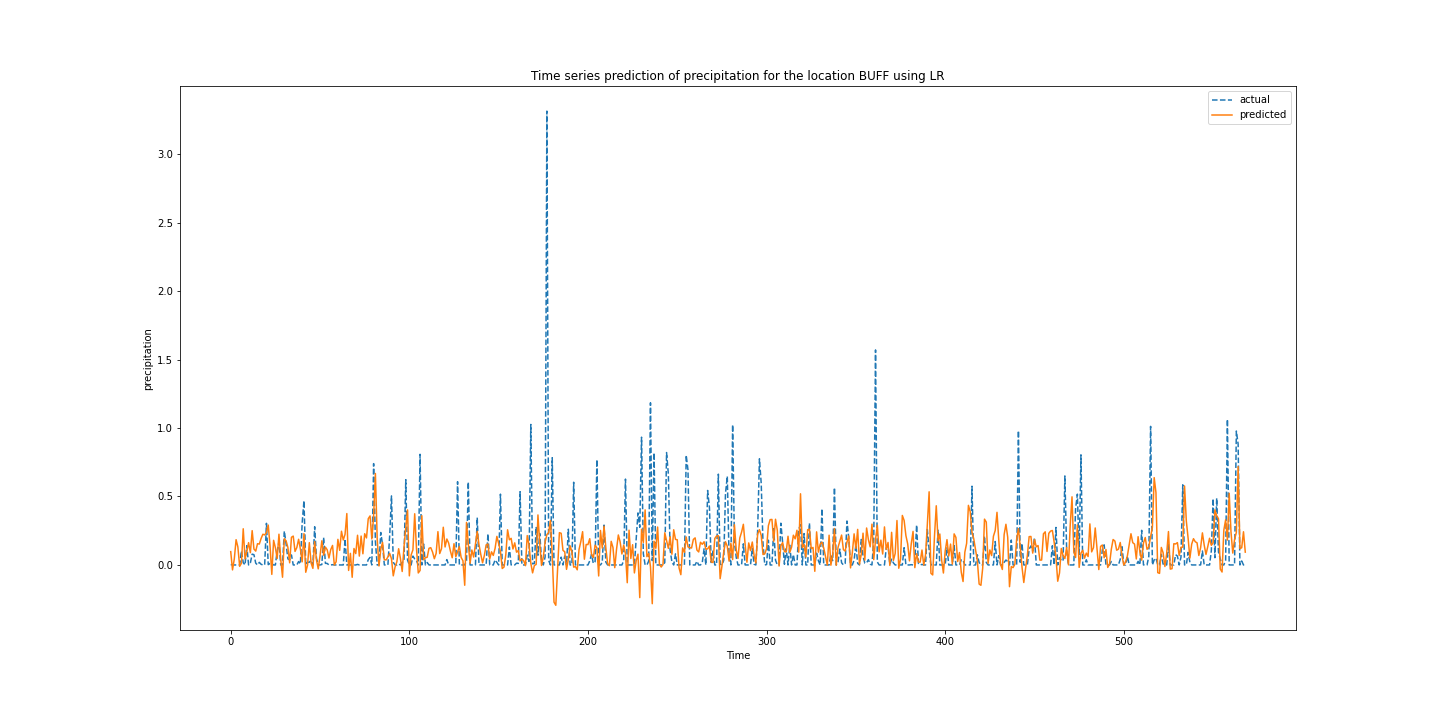 Time series prediction of precipitation for the location BUFF using LR
actual
predicted
precipitation
3.0
2.5
2.0
1.5
1.0
0.5
0.0
0 100 200 300 400 500
Time